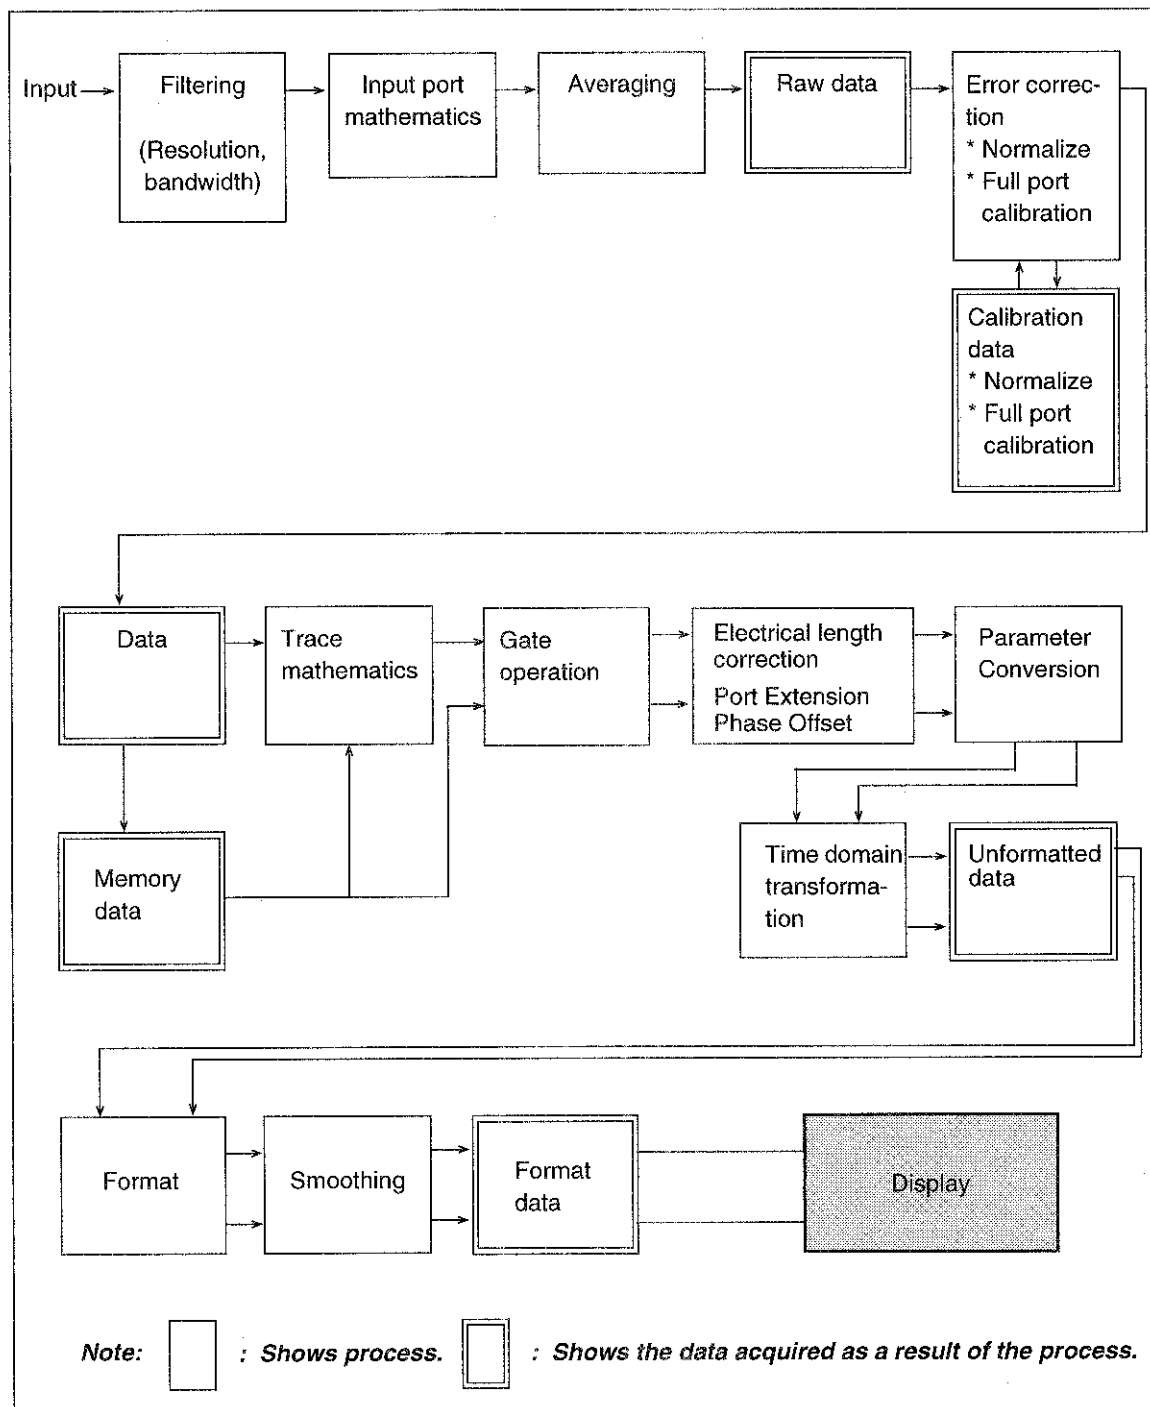 Input
Filtering
(Resolution,
bandwidth)
Input port
mathematics
Averaging
Raw data
Error correc-
tion
* Normalize
* Full port
calibration
Calibration
data
* Normalize
* Full port
calibration
Data
Trace
mathematics
Gate
operation
Electrical length
correction
Port Extension
Phase Offset
Parameter
Conversion
Memory
data
Time domain
transforma-
tion
Unformatted
data
Format
Smoothing
Format
data
Display
Note: : Shows process. : Shows the data acquired as a result of the process.